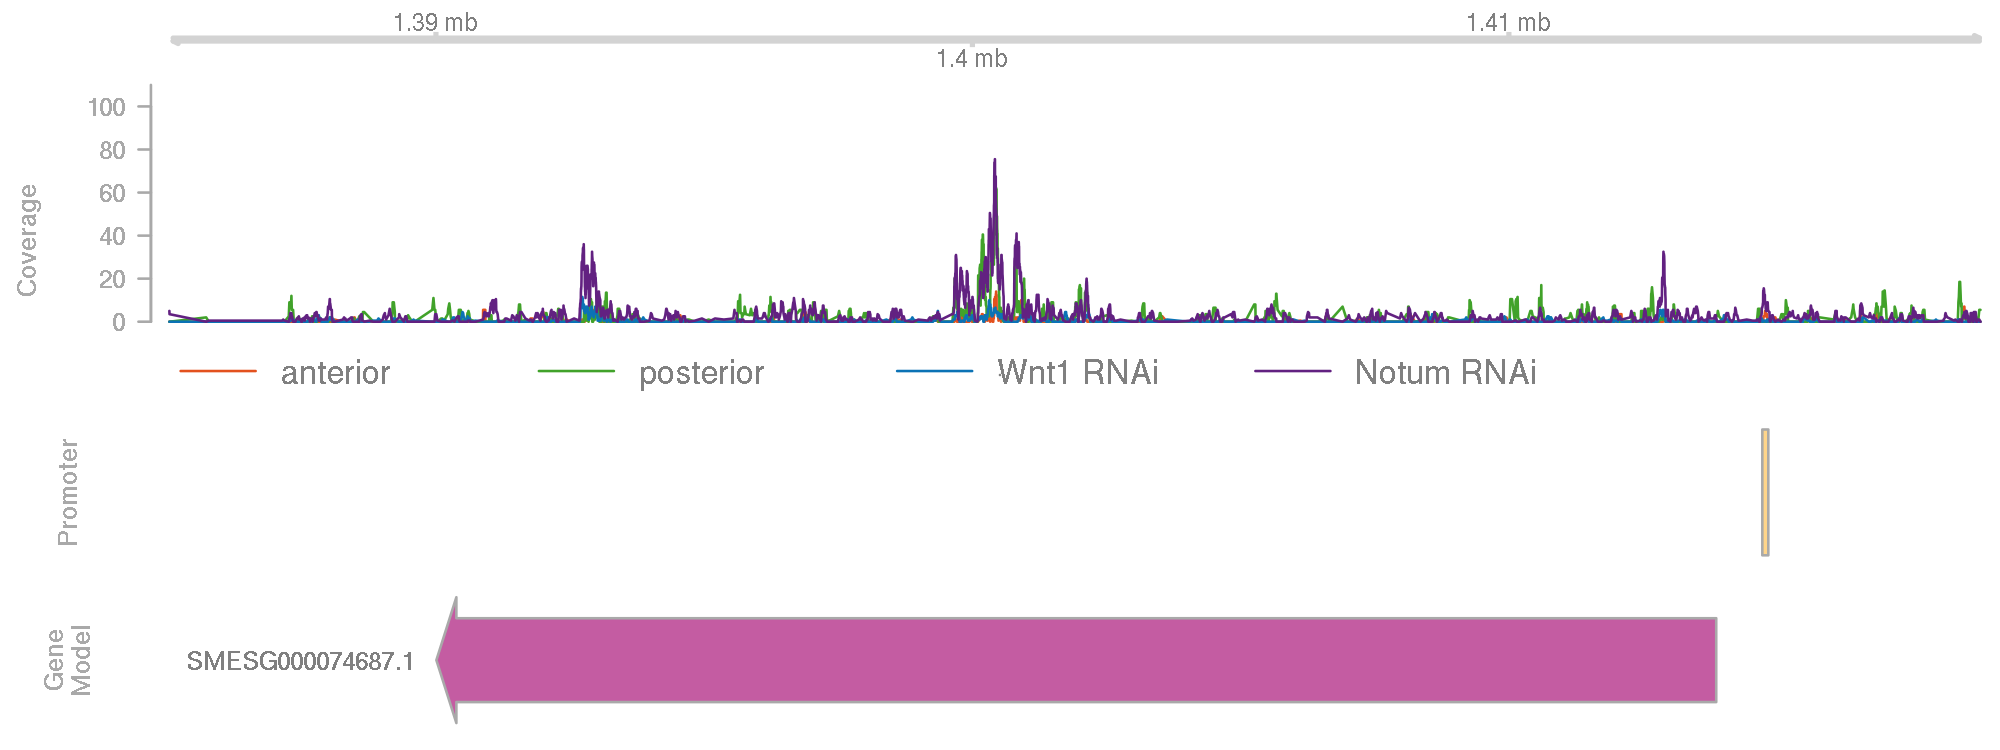 1.39 mb
1.41 mb
1.4 mb
Coverage
100
80
60
40
20
0
anterior
posterior
Wnt1 RNAi
Notum RNAi
Promoter
Gene
Model
SMESG000074687.1